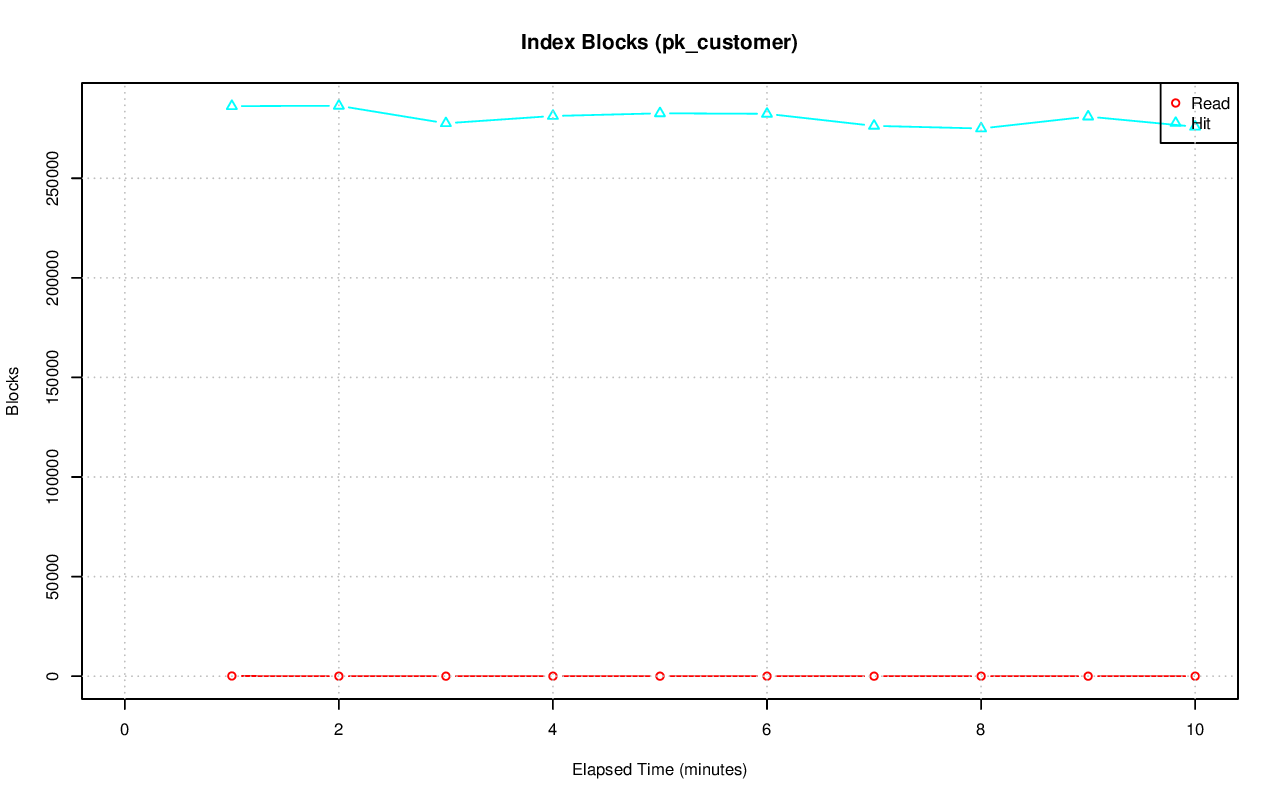 Index Blocks (pk_customer)
Read
Hit
250000
200000
150000
100000
50000
0
Blocks
0 2 4 6 8 10
Elapsed Time (minutes)